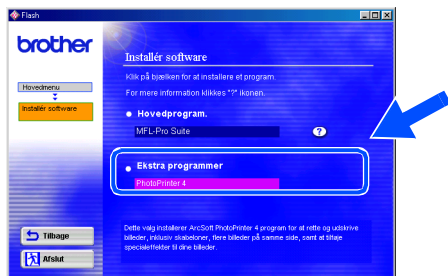 Flash
brother
Installér software
Klik på bjælken for at installere et program.
For mere information klikkes "?" ikonen.
Hovedmenu
Installér software
Hovedprogram.
MFL-Pro Suite
?
Ekstra programmer
PhotoPrinter 4
Dette valg installerer ArcSoft PhotoPrinter 4 program for at rette og udskrive
billeder, inklusiv skabeloner, flere billeder på samme side, samt at tilføje
specialeffekter til dine billeder.
Tilbage
Afslut